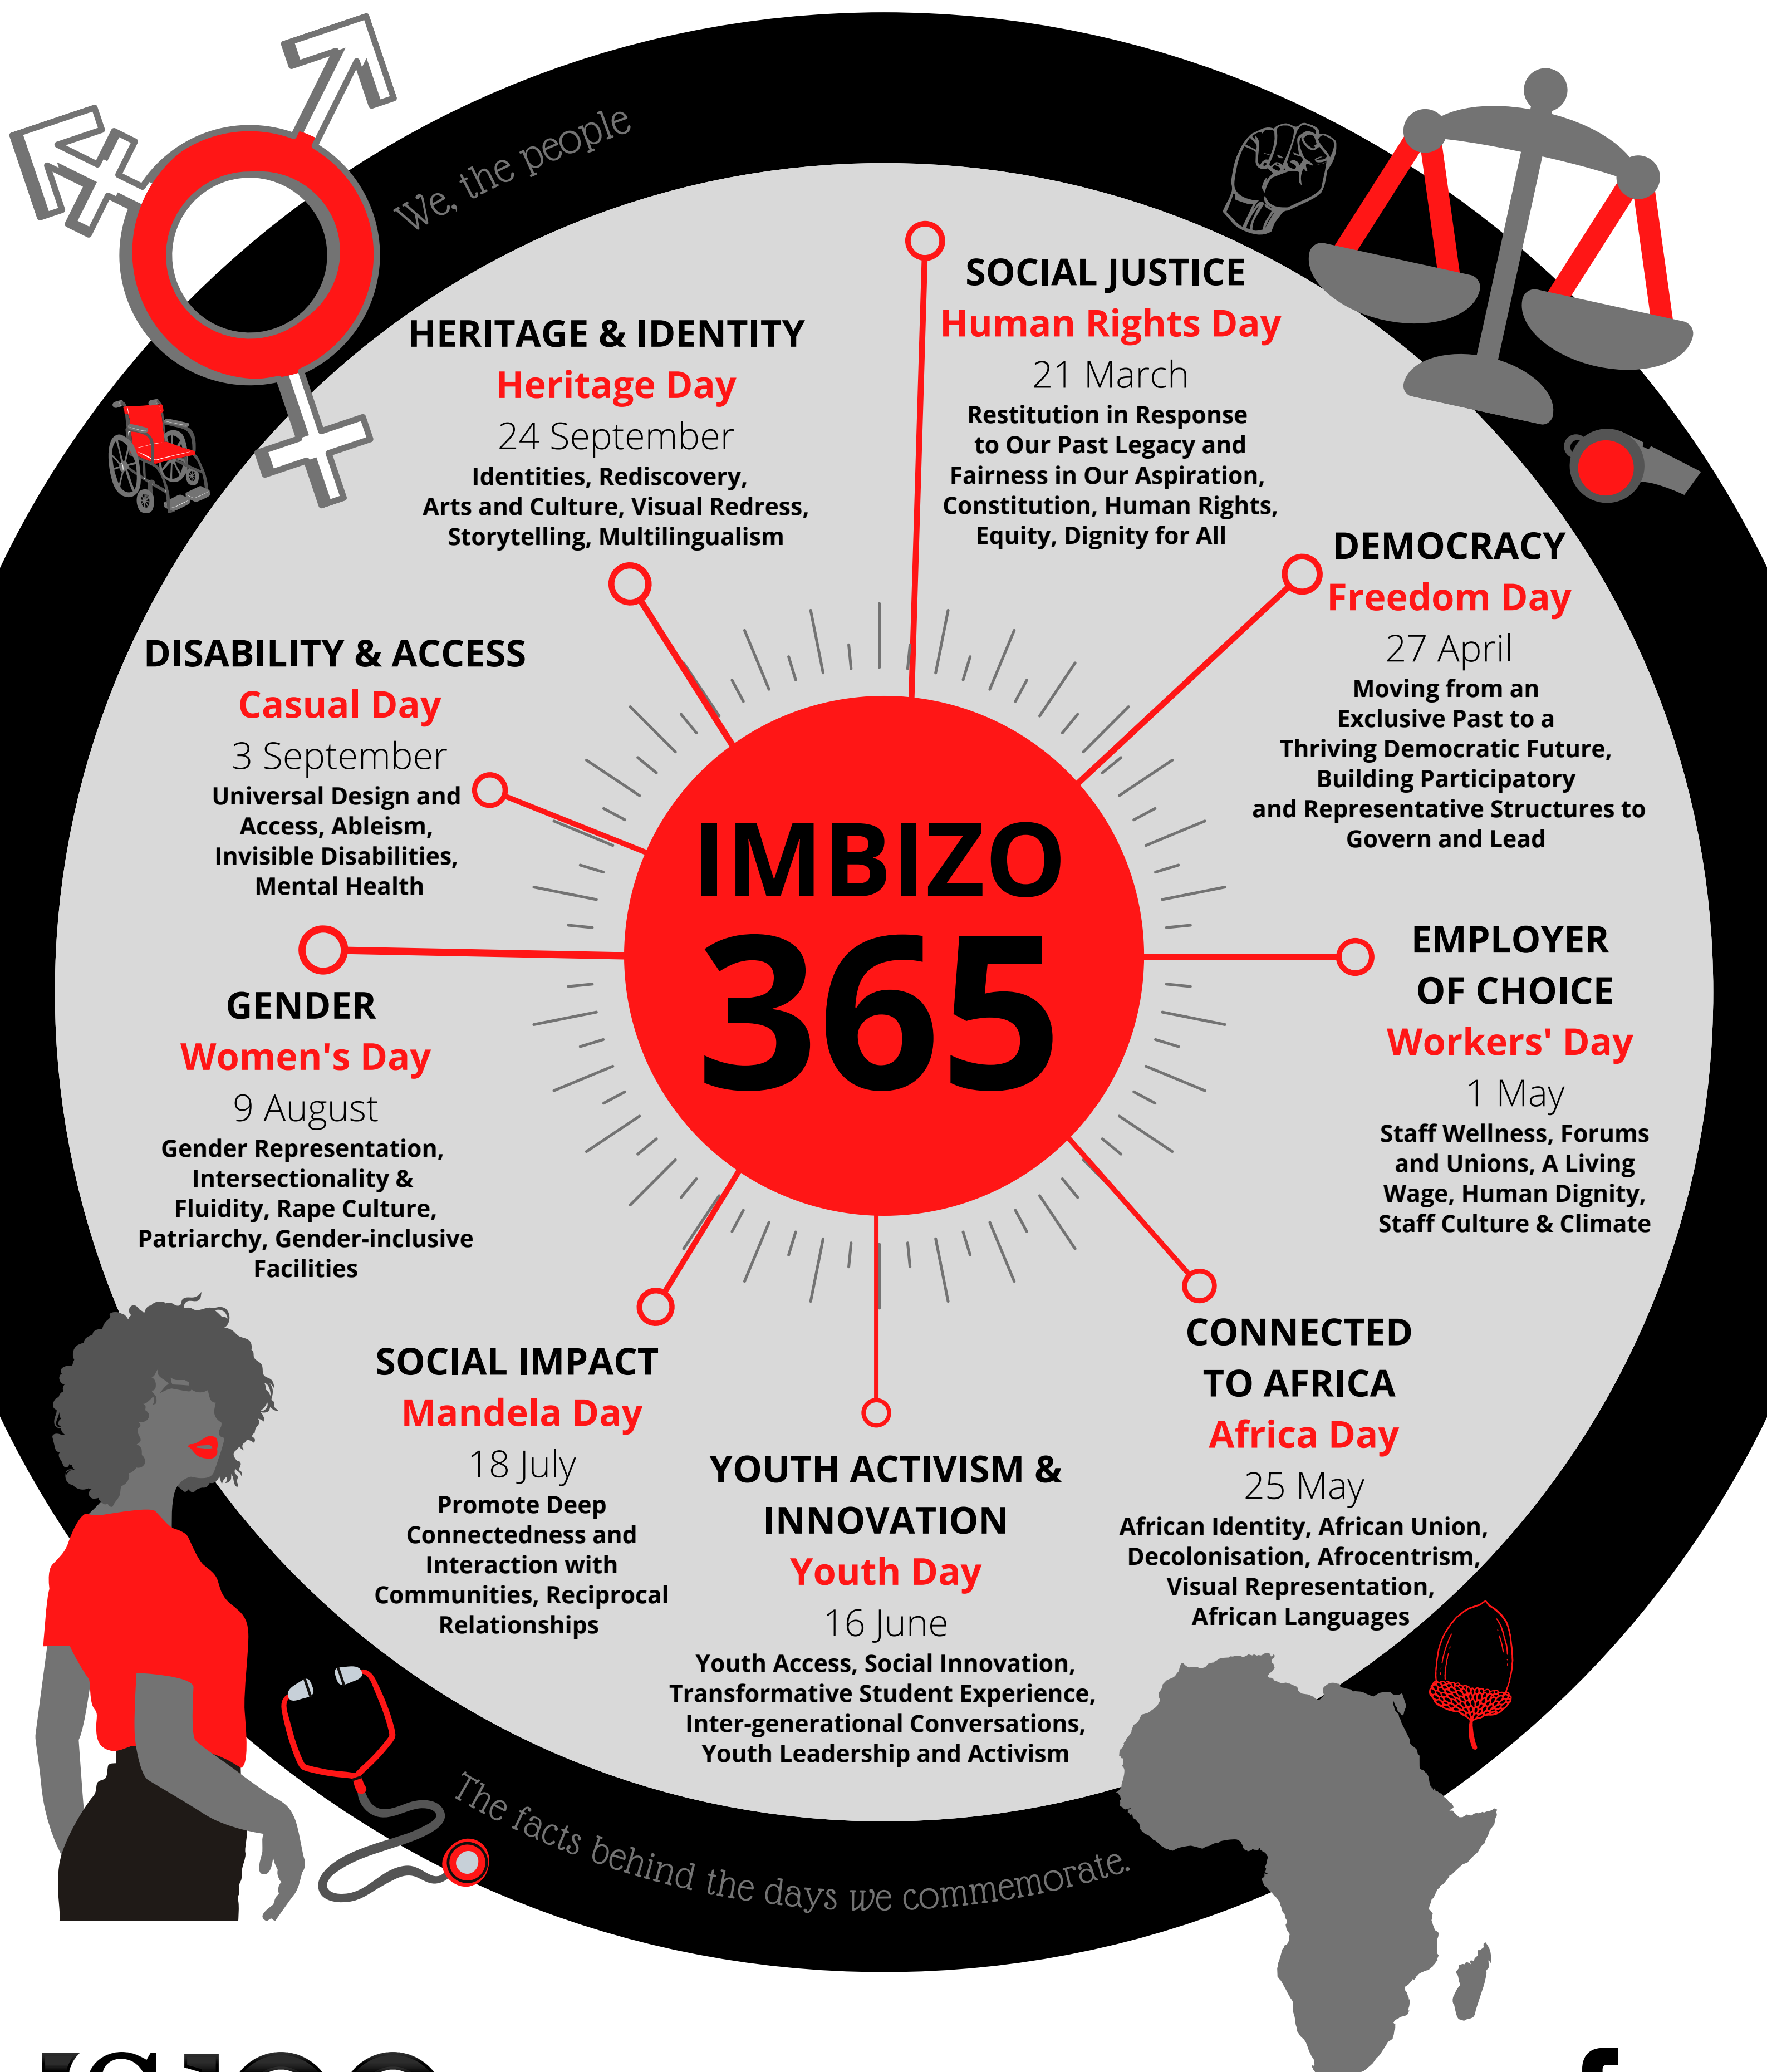 We, the people
SOCIAL JUSTICE
Human Rights Day
21 March
Restitution in Response
to Our Past Legacy and
Fairness in Our Aspiration,
Constitution, Human Rights,
Equity, Dignity for All
DEMOCRACY
Freedom Day
27 April
Moving from an
Exclusive Past to a
Thriving Democratic Future,
Building Participatory
and Representative Structures to
Govern and Lead
EMPLOYER
OF CHOICE
Workers' Day
1 May
Staff Wellness, Forums
and Unions, A Living
Wage, Human Dignity,
Staff Culture & Climate
CONNECTED
TO AFRICA
Africa Day
25 May
African Identity, African Union,
Decolonisation, Afrocentrism,
Visual Representation,
African Languages
YOUTH ACTIVISM &
INNOVATION
Youth Day
16 June
Youth Access, Social Innovation,
Transformative Student Experience,
Inter-generational Conversations,
Youth Leadership and Activism
SOCIAL IMPACT
Mandela Day
18 July
Promote Deep
Connectedness and
Interaction with
Communities, Reciprocal
Relationships
GENDER
Women's Day
9 August
Gender Representation,
Intersectionality &
Fluidity, Rape Culture,
Patriarchy, Gender-inclusive
Facilities
DISABILITY & ACCESS
Casual Day
3 September
Universal Design and
Access, Ableism,
Invisible Disabilities,
Mental Health
HERITAGE & IDENTITY
Heritage Day
24 September
Identities, Rediscovery,
Arts and Culture, Visual Redress,
Storytelling, Multilingualism
IMBIZO
365
The facts behind the days we commemorate.